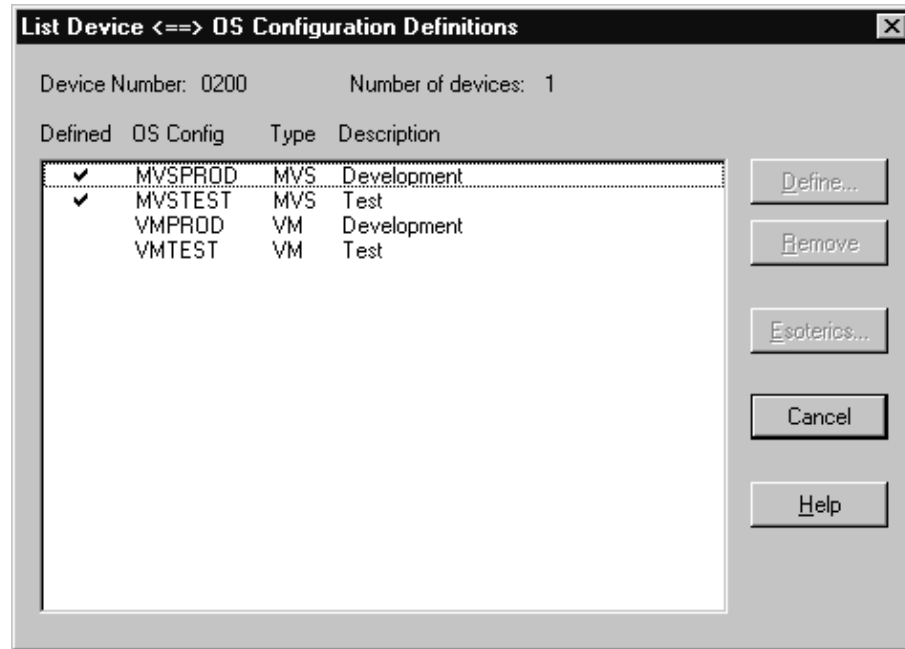 List Device <==> OS Configuration Definitions
Device Number: 0200 Number of devices: 1
Defined OS Config Type Description
✔ MVSPROD MVS Development
✔ MVSTEST MVS Test
VMPROD VM Development
VMTEST VM Test
Define...
Remove
Esoterics...
Cancel
Help